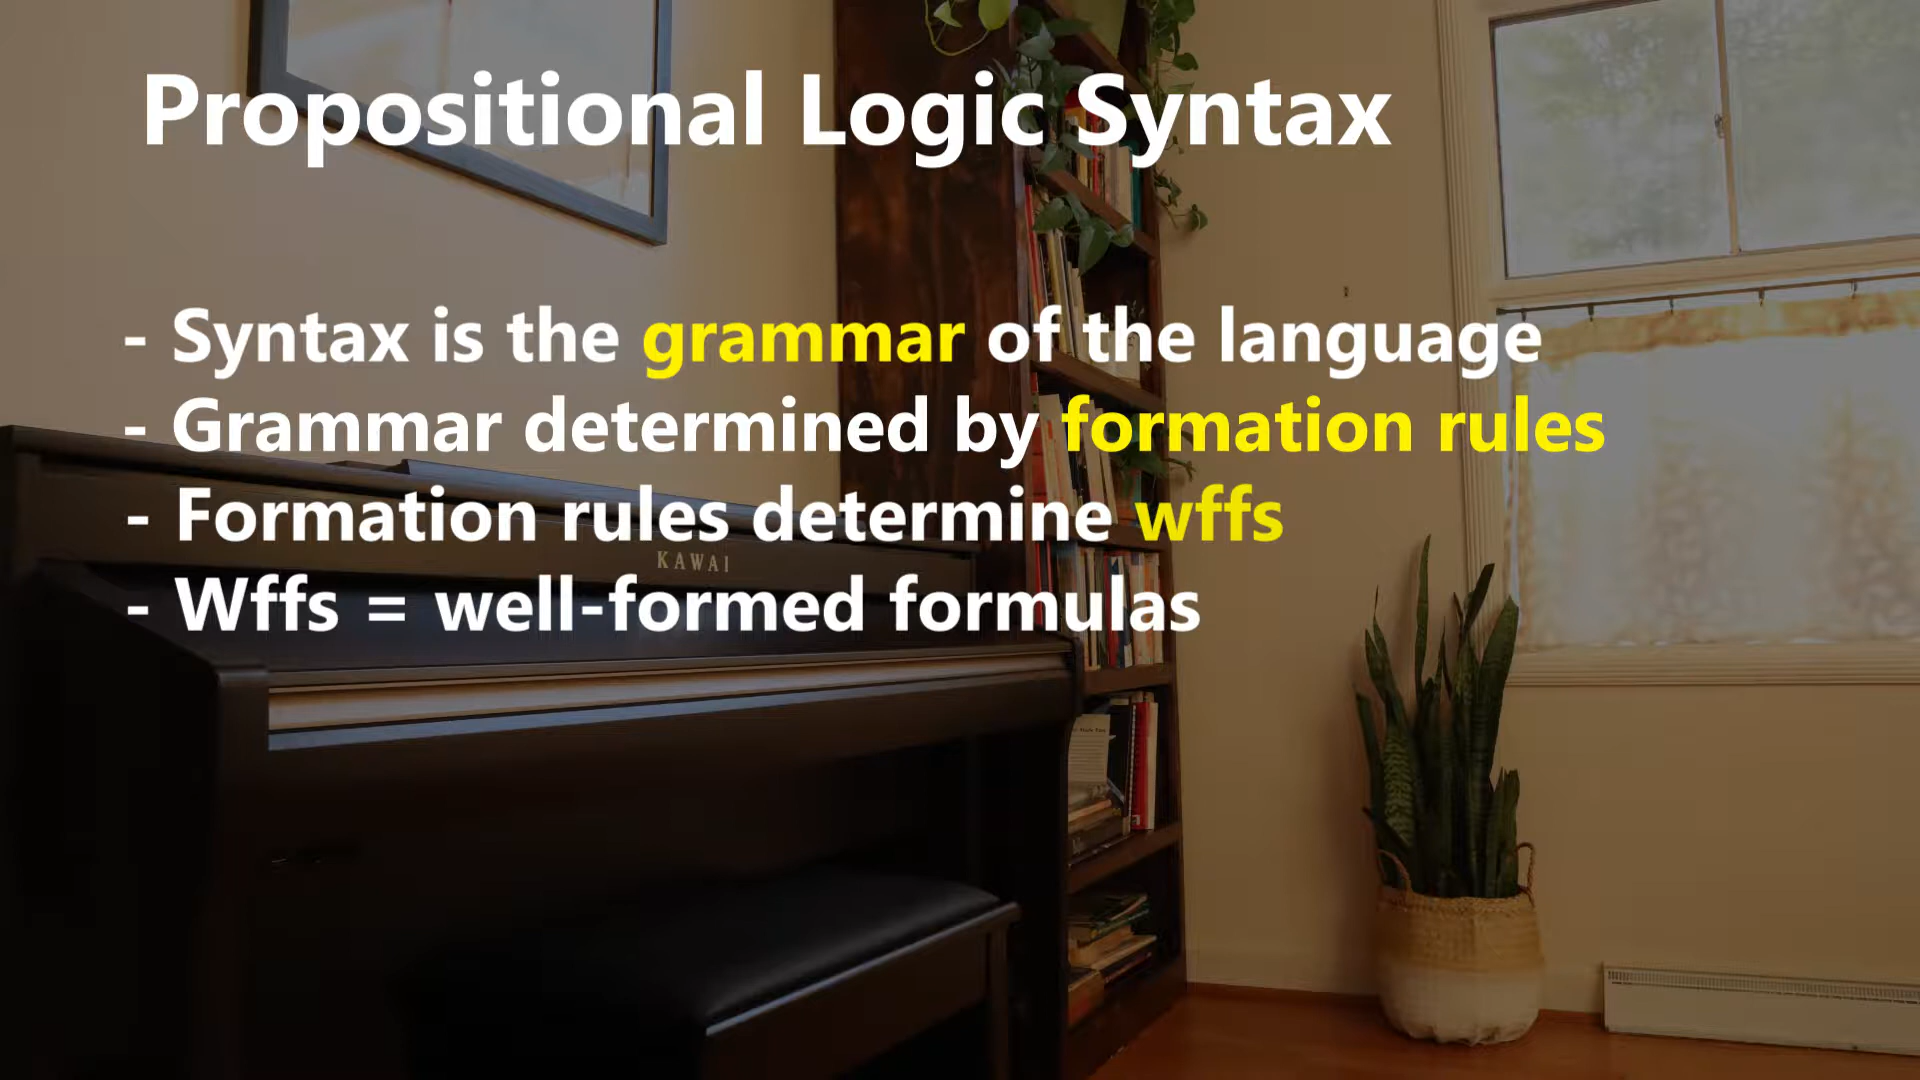 Propositional Logic Syntax
- Syntax is the grammar of the language
- Grammar determined by formation rules
- Formation rules determine wffs
KAWAI
- Wffs = well-formed formulas